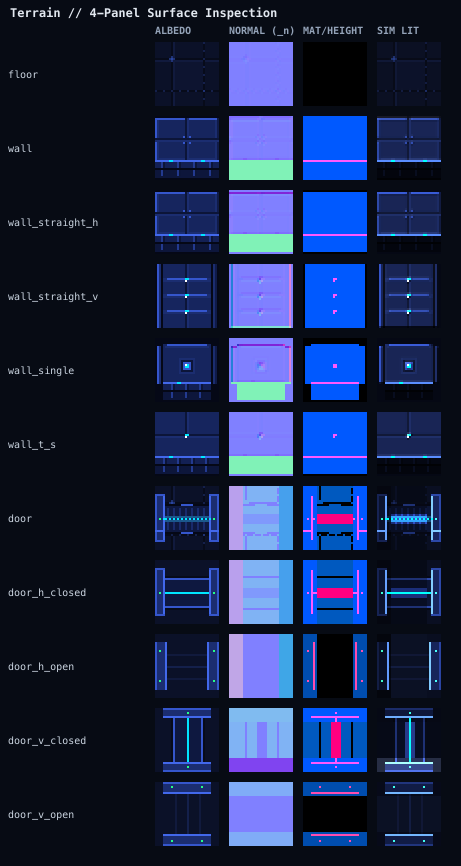 Terrain // 4-Panel Surface Inspection
ALBEDO NORMAL (_n) MAT/HEIGHT SIM LIT
floor
wall
wall_straight_h
wall_straight_v
wall_single
wall_t_s
door
door_h_closed
door_h_open
door_v_closed
door_v_open